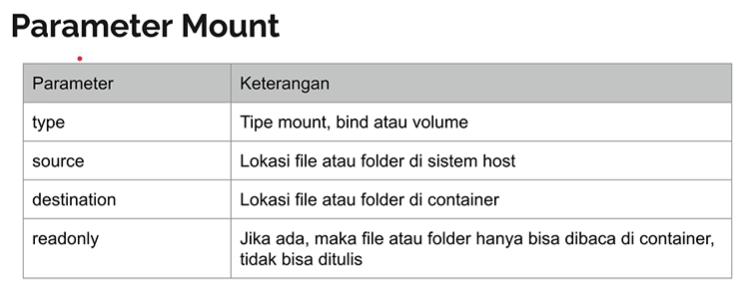 Parameter Mount
Parameter Keterangan
type Tipe mount, bind atau volume
source Lokasi file atau folder di sistem host
destination Lokasi file atau folder di container
readonly Jika ada, maka file atau folder hanya bisa dibaca di container,
tidak bisa ditulis